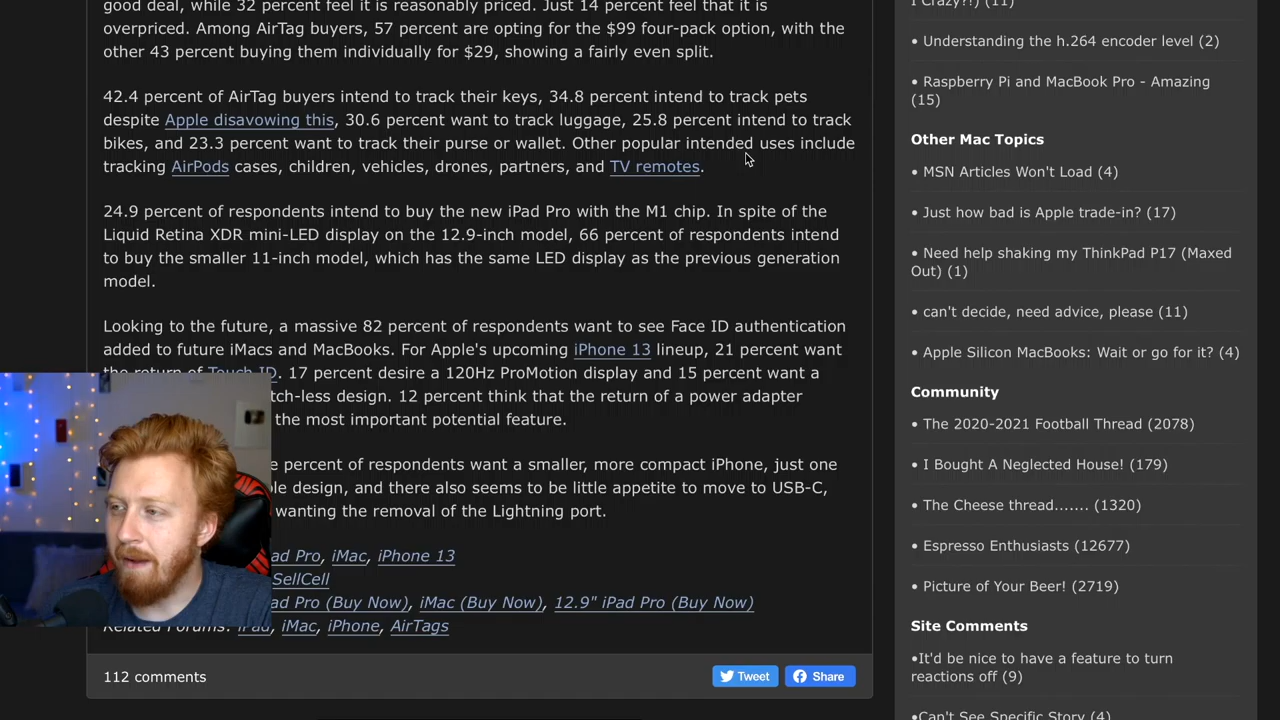 good deal, while 32 percent feel it is reasonably priced. Just 14 percent feel that it is
overpriced. Among AirTag buyers, 57 percent are opting for the $99 four-pack option, with the
other 43 percent buying them individually for $29, showing a fairly even split.
42.4 percent of AirTag buyers intend to track their keys, 34.8 percent intend to track pets
despite Apple disavowing this, 30.6 percent want to track luggage, 25.8 percent intend to track
bikes, and 23.3 percent want to track their purse or wallet. Other popular intended uses include
tracking AirPods cases, children, vehicles, drones, partners, and TV remotes.
24.9 percent of respondents intend to buy the new iPad Pro with the M1 chip. In spite of the
Liquid Retina XDR mini-LED display on the 12.9-inch model, 66 percent of respondents intend
to buy the smaller 11-inch model, which has the same LED display as the previous generation
model.
Looking to the future, a massive 82 percent of respondents want to see Face ID authentication
added to future iMacs and MacBooks. For Apple's upcoming iPhone 13 lineup, 21 percent want
the return of Touch ID. 17 percent desire a 120Hz ProMotion display and 15 percent want a
tch-less design. 12 percent think that the return of a power adapter
the most important potential feature.
e percent of respondents want a smaller, more compact iPhone, just one
le design, and there also seems to be little appetite to move to USB-C,
wanting the removal of the Lightning port.
ad Pro, iMac, iPhone 13
SellCell
ad Pro (Buy Now), iMac (Buy Now), 12.9" iPad Pro (Buy Now)
Related Forums: iPad, iMac, iPhone, AirTags
112 comments
Tweet
Share
I Crazy?!) (11)
• Understanding the h.264 encoder level (2)
• Raspberry Pi and MacBook Pro - Amazing
(15)
Other Mac Topics
• MSN Articles Won't Load (4)
• Just how bad is Apple trade-in? (17)
• Need help shaking my ThinkPad P17 (Maxed
Out) (1)
• can't decide, need advice, please (11)
• Apple Silicon MacBooks: Wait or go for it? (4)
Community
• The 2020-2021 Football Thread (2078)
• I Bought A Neglected House! (179)
• The Cheese thread....... (1320)
• Espresso Enthusiasts (12677)
• Picture of Your Beer! (2719)
Site Comments
•It'd be nice to have a feature to turn
reactions off (9)
•Can't See Specific Story (4)